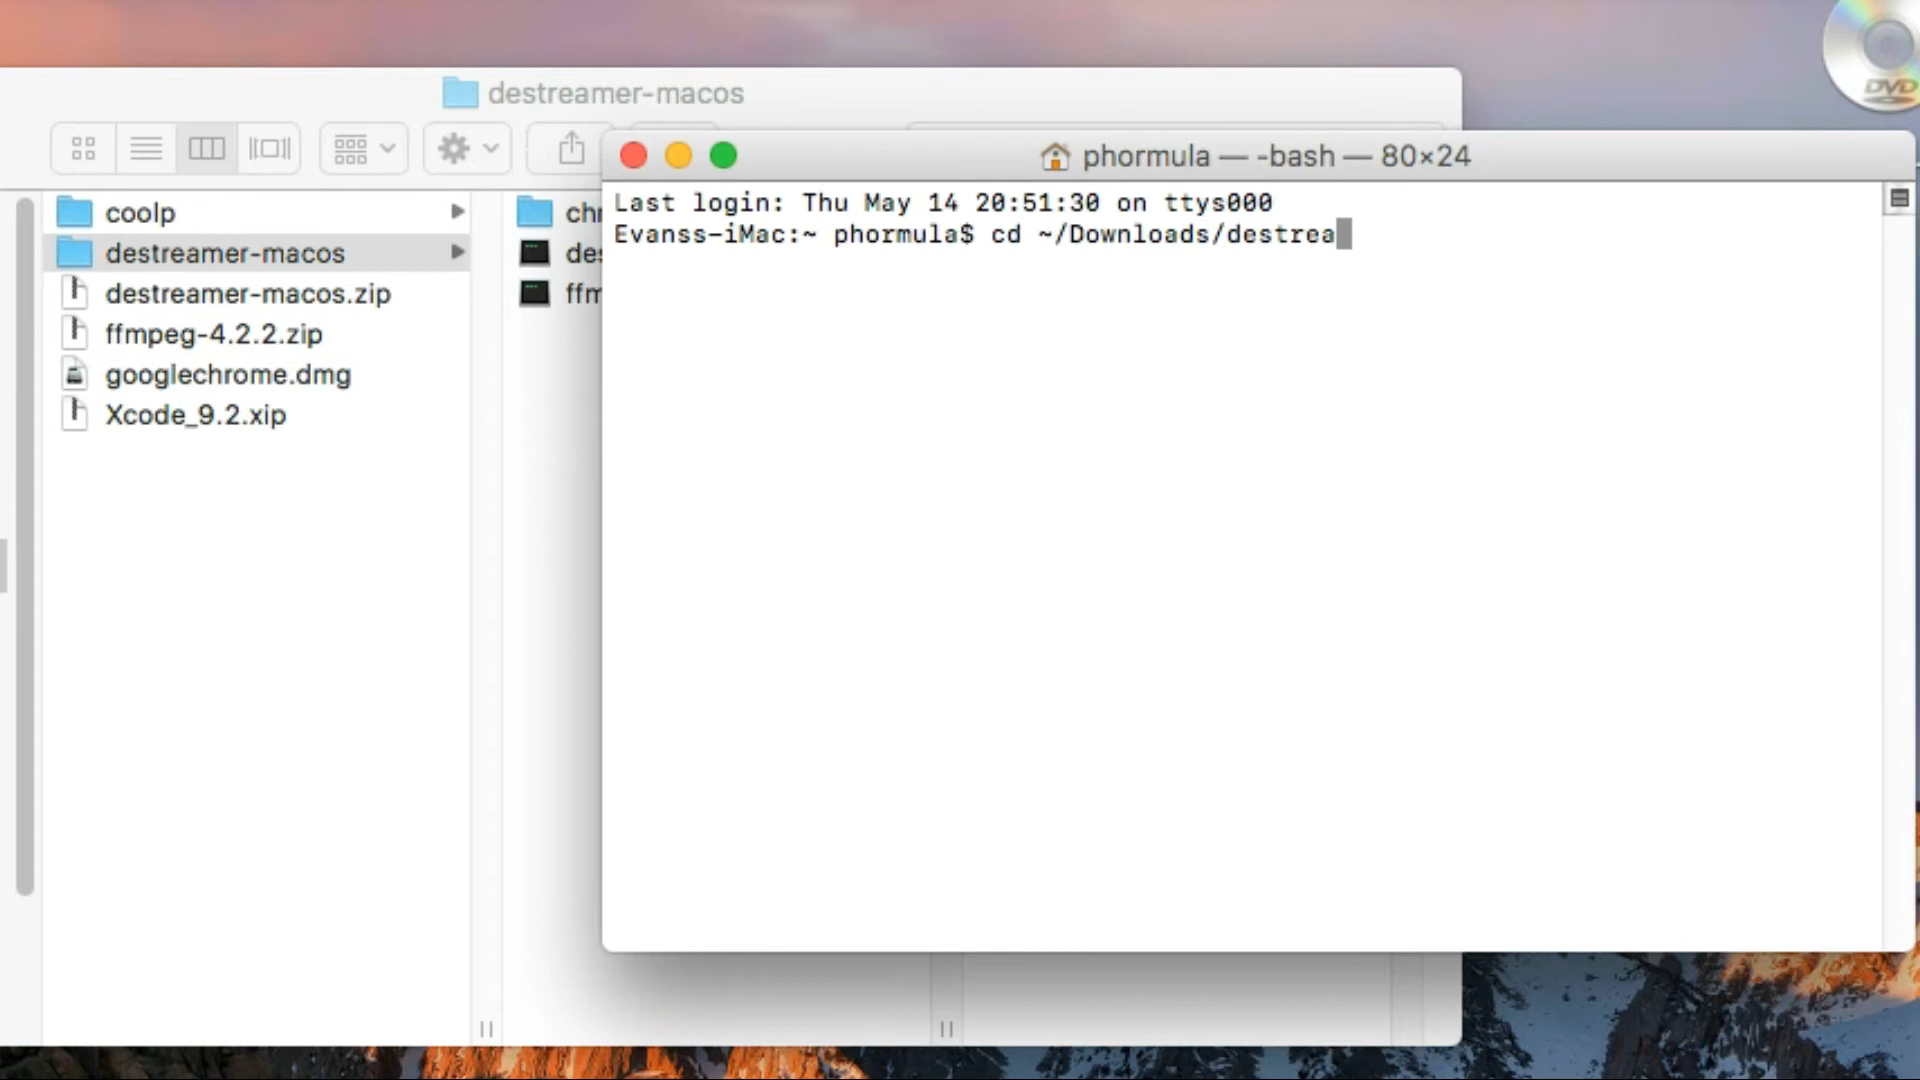 destreamer-macos
phormula — -bash — 80×24
coolp
destreamer-macos
destreamer-macos.zip
ffmpeg-4.2.2.zip
googlechrome.dmg
Xcode_9.2.xip
Last login: Thu May 14 20:51:30 on ttys000
Evanss-iMac:~ phormula$ cd ~/Downloads/destrea
DVD